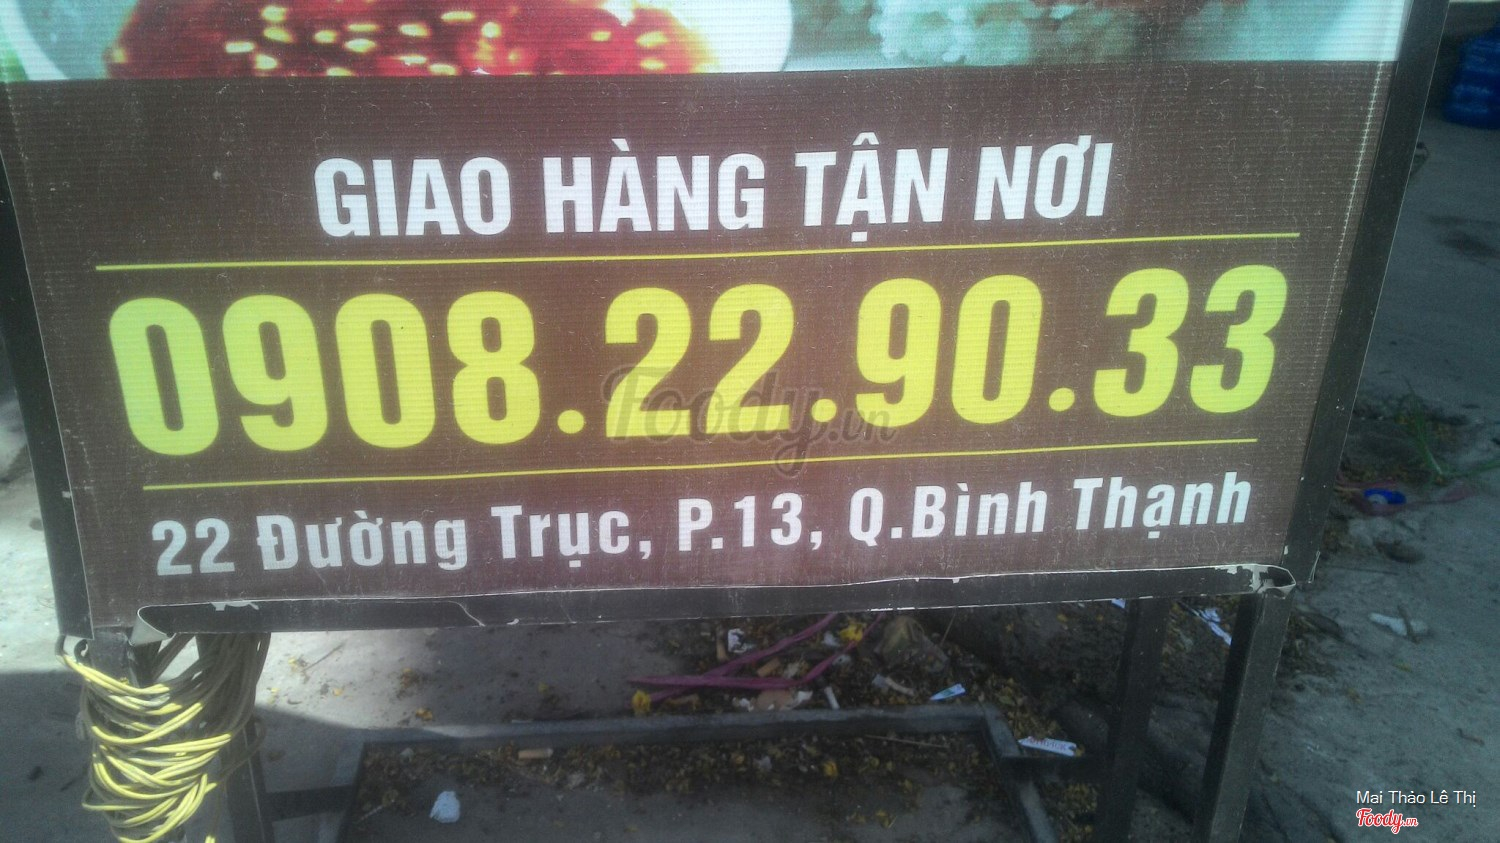 GIAO HÀNG TẬN NƠI
0908.22.90.33
Foody.vn
22 Đường Trục, P.13, Q.Bình Thạnh
Mai Thảo Lê Thị
Foody.vn